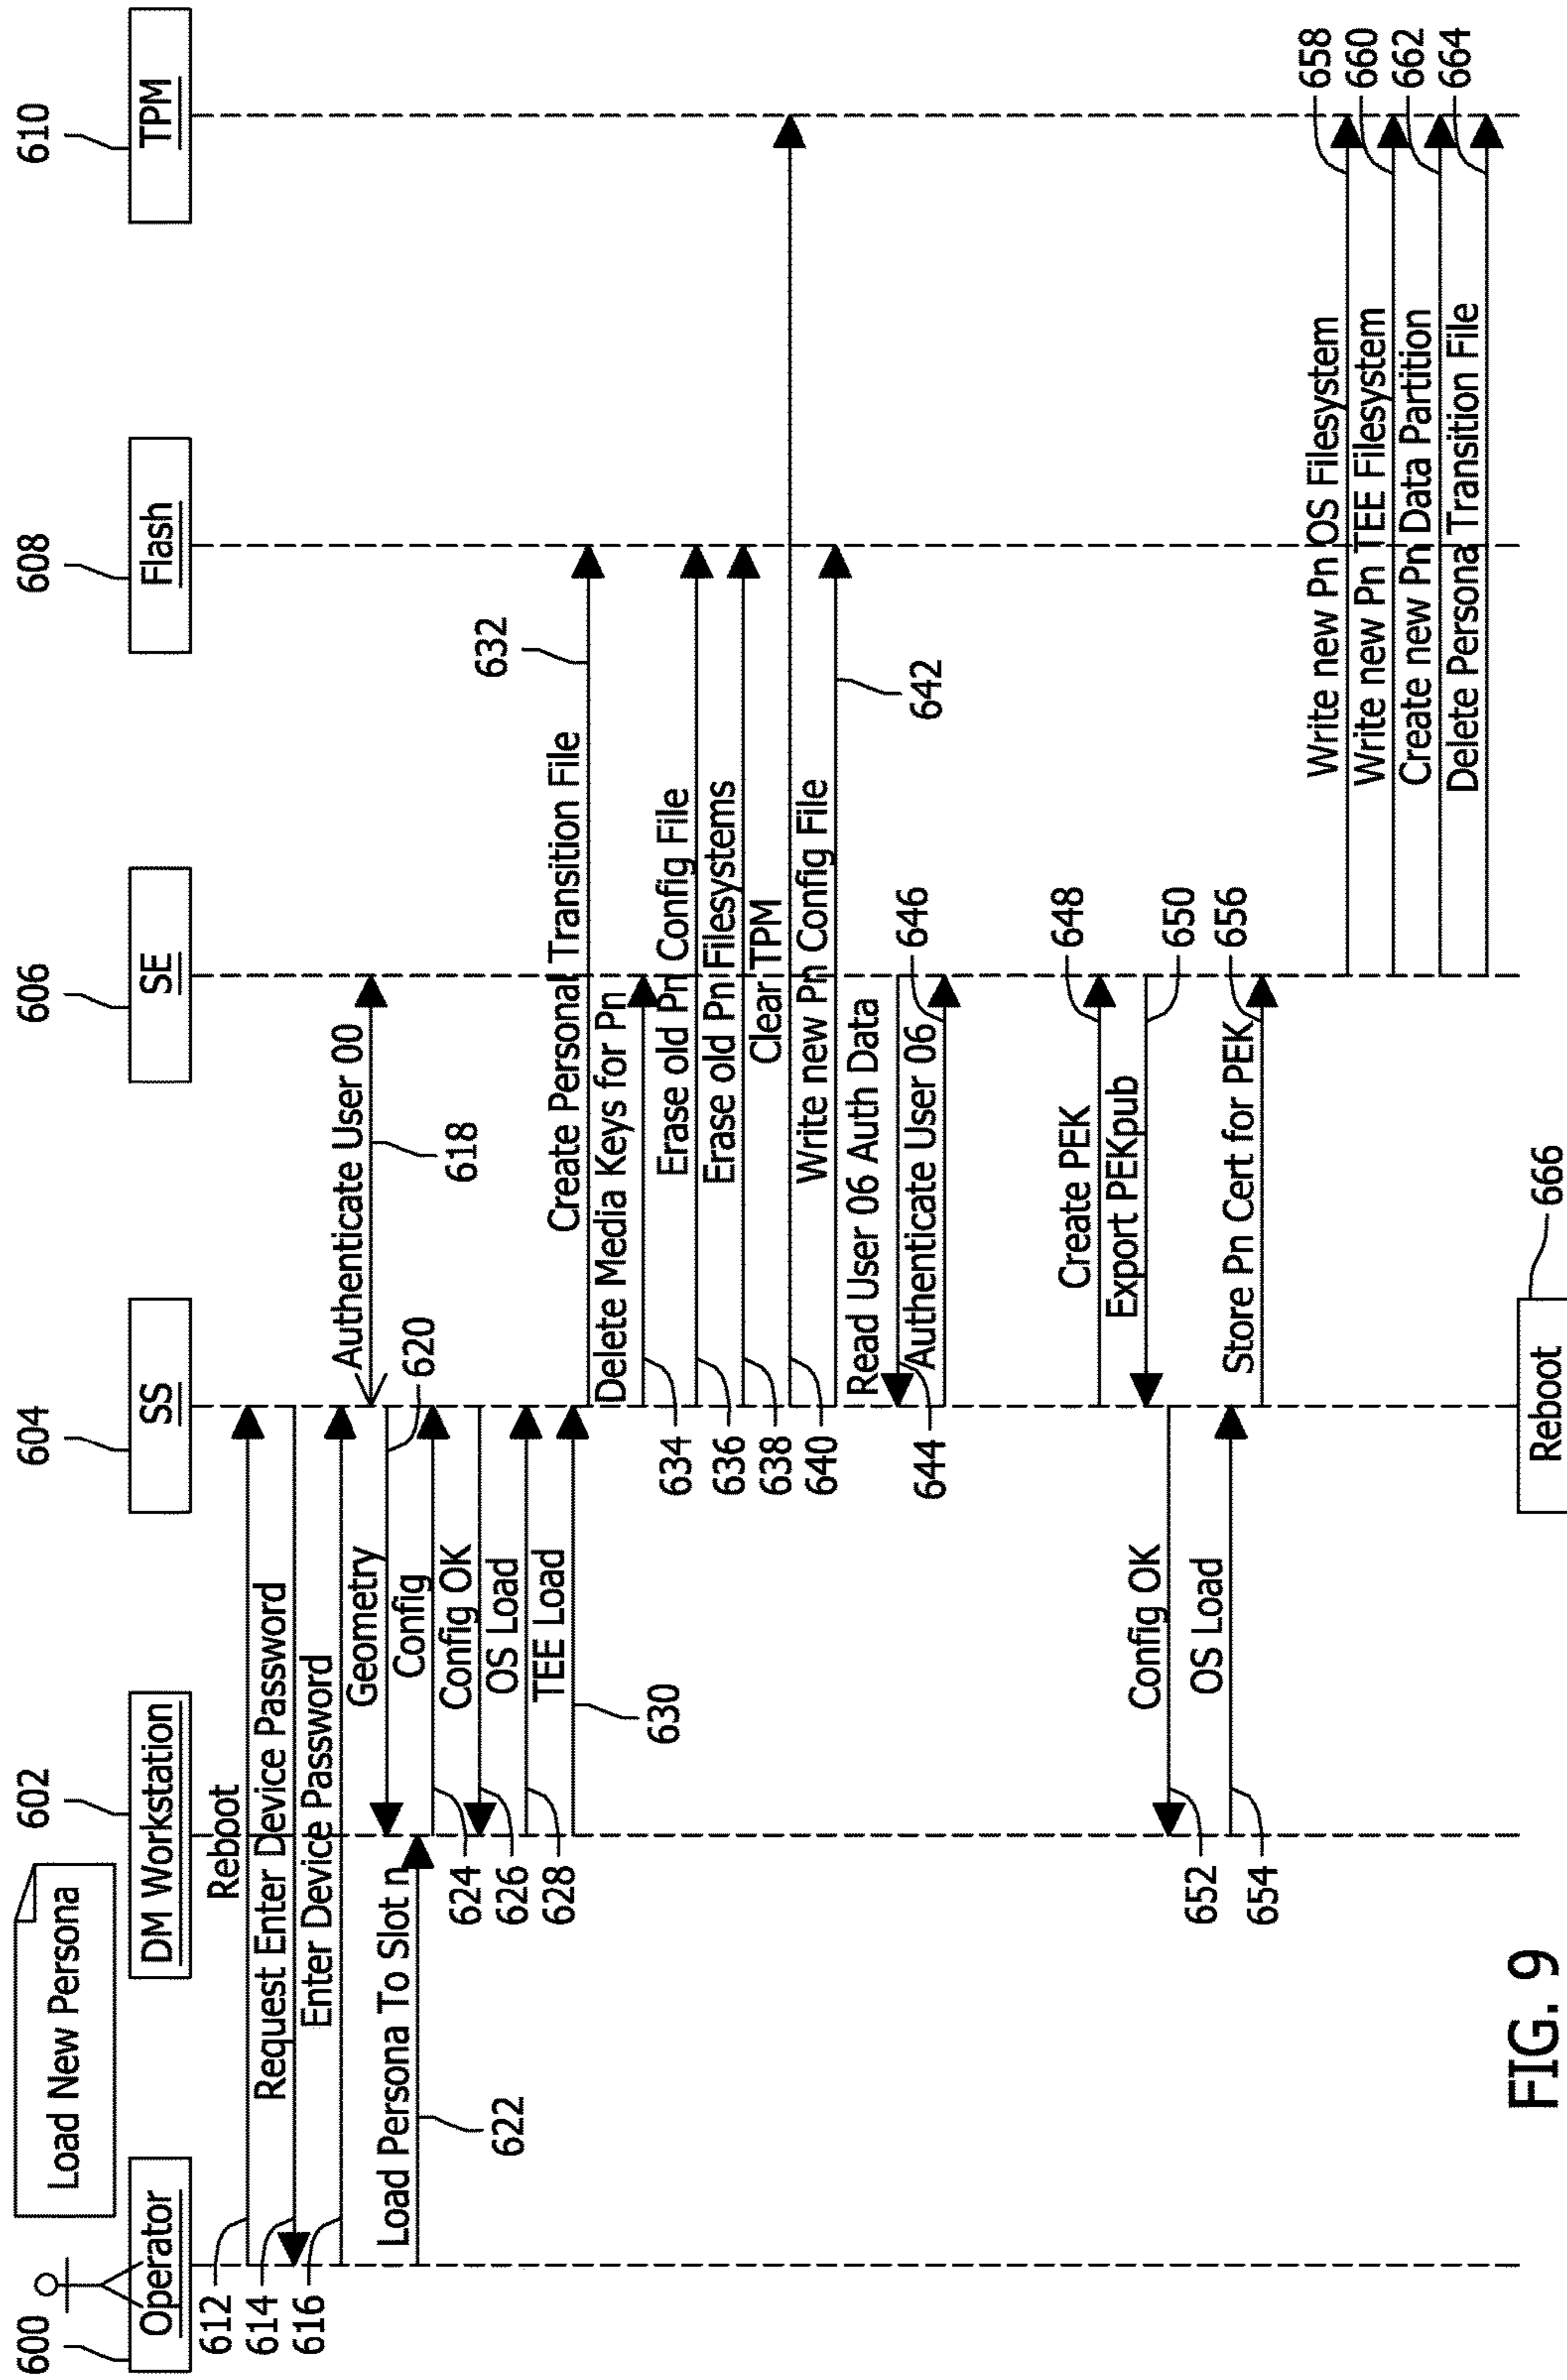 Load New Persona
600
602
604
606
608
610
Operator
DM Workstation
SS
SE
Flash
TPM
612
Reboot
614
Request Enter Device Password
616
Enter Device Password
Authenticate User 00
618
Geometry
620
Load Persona To Slot n
622
Config
624
Config OK
626
OS Load
628
TEE Load
630
Create Personal Transition File
632
Delete Media Keys for Pn
634
Erase old Pn Config File
636
Erase old Pn Filesystems
638
Clear TPM
640
Write new Pn Config File
642
Read User 06 Auth Data
644
Authenticate User 06
646
Create PEK
648
Export PEKpub
650
Config OK
652
OS Load
654
Store Pn Cert for PEK
656
Write new Pn OS Filesystem
658
Write new Pn TEE Filesystem
660
Create new Pn Data Partition
662
Delete Persona Transition File
664
Reboot
666
FIG. 9